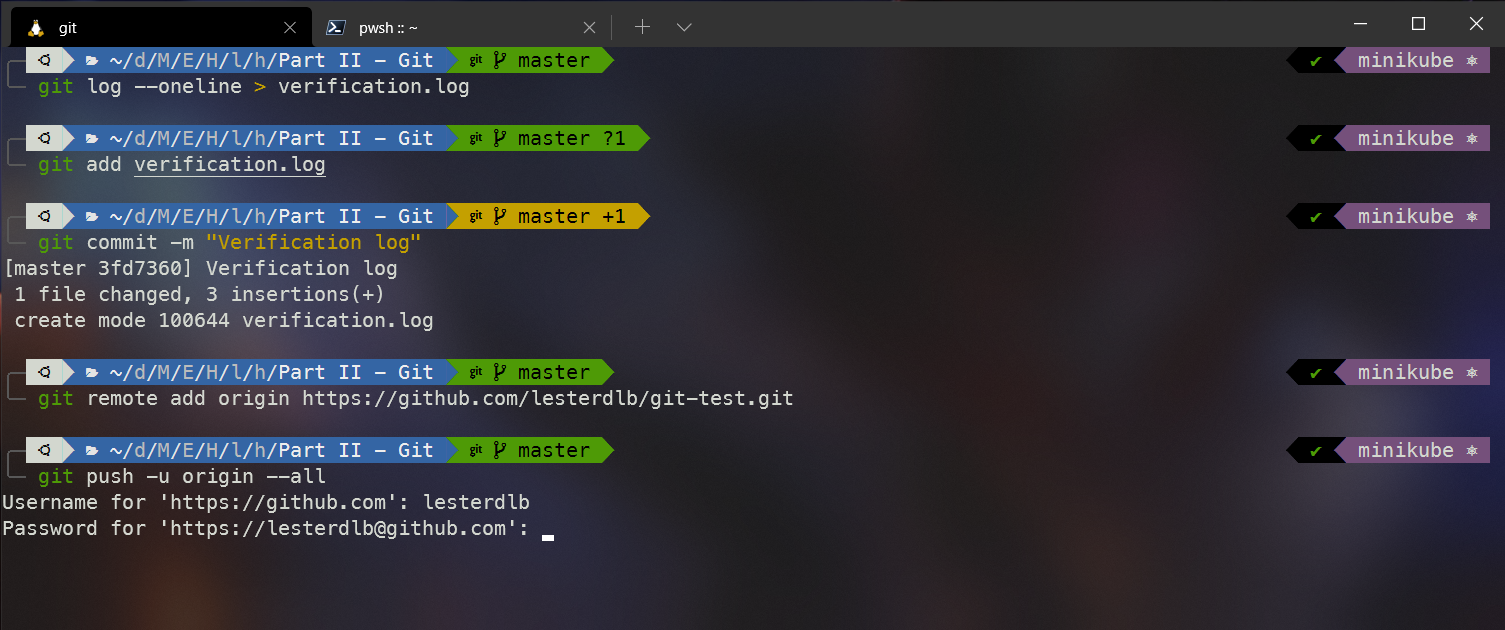 git pwsh :: ~
~/d/M/E/H/l/h/Part II - Git git master ✔ minikube
git log --oneline > verification.log
~/d/M/E/H/l/h/Part II - Git git master ?1 ✔ minikube
git add verification.log
~/d/M/E/H/l/h/Part II - Git git master +1 ✔ minikube
git commit -m "Verification log"
[master 3fd7360] Verification log
1 file changed, 3 insertions(+)
create mode 100644 verification.log
~/d/M/E/H/l/h/Part II - Git git master ✔ minikube
git remote add origin https://github.com/lesterdlb/git-test.git
~/d/M/E/H/l/h/Part II - Git git master ✔ minikube
git push -u origin --all
Username for 'https://github.com': lesterdlb
Password for 'https://lesterdlb@github.com':